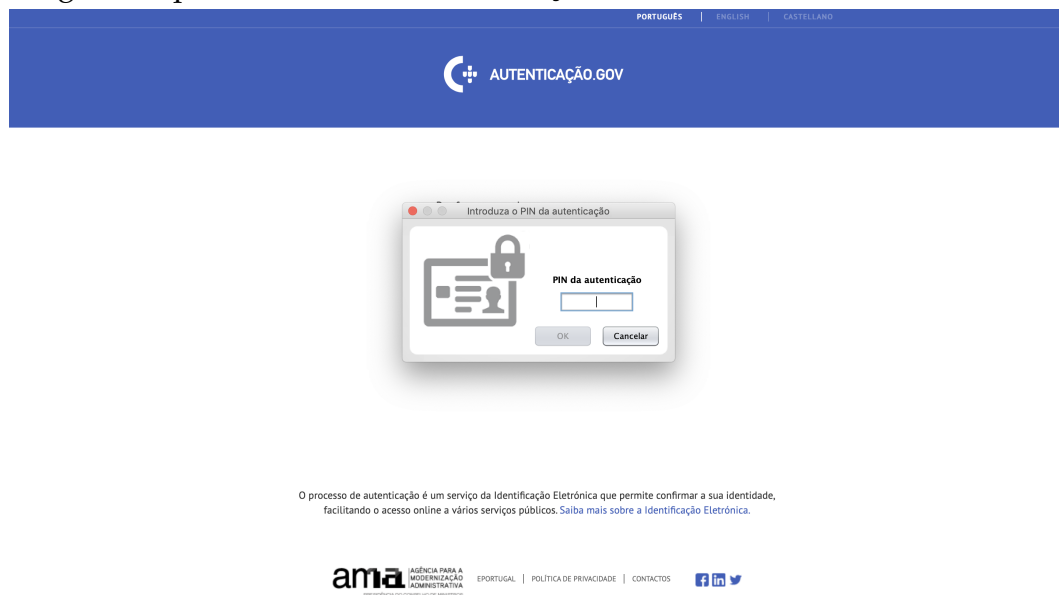 PORTUGUÊS | ENGLISH | CASTELLANO
AUTENTICAÇÃO.GOV
Introduza o PIN da autenticação
PIN da autenticação
OK
Cancelar
O processo de autenticação é um serviço da Identificação Eletrónica que permite confirmar a sua identidade,
facilitando o acesso online a vários serviços públicos. Saiba mais sobre a Identificação Eletrónica.
ama
AGÊNCIA PARA A
MODERNIZAÇÃO
ADMINISTRATIVA
EPORTUGAL | POLÍTICA DE PRIVACIDADE | CONTACTOS